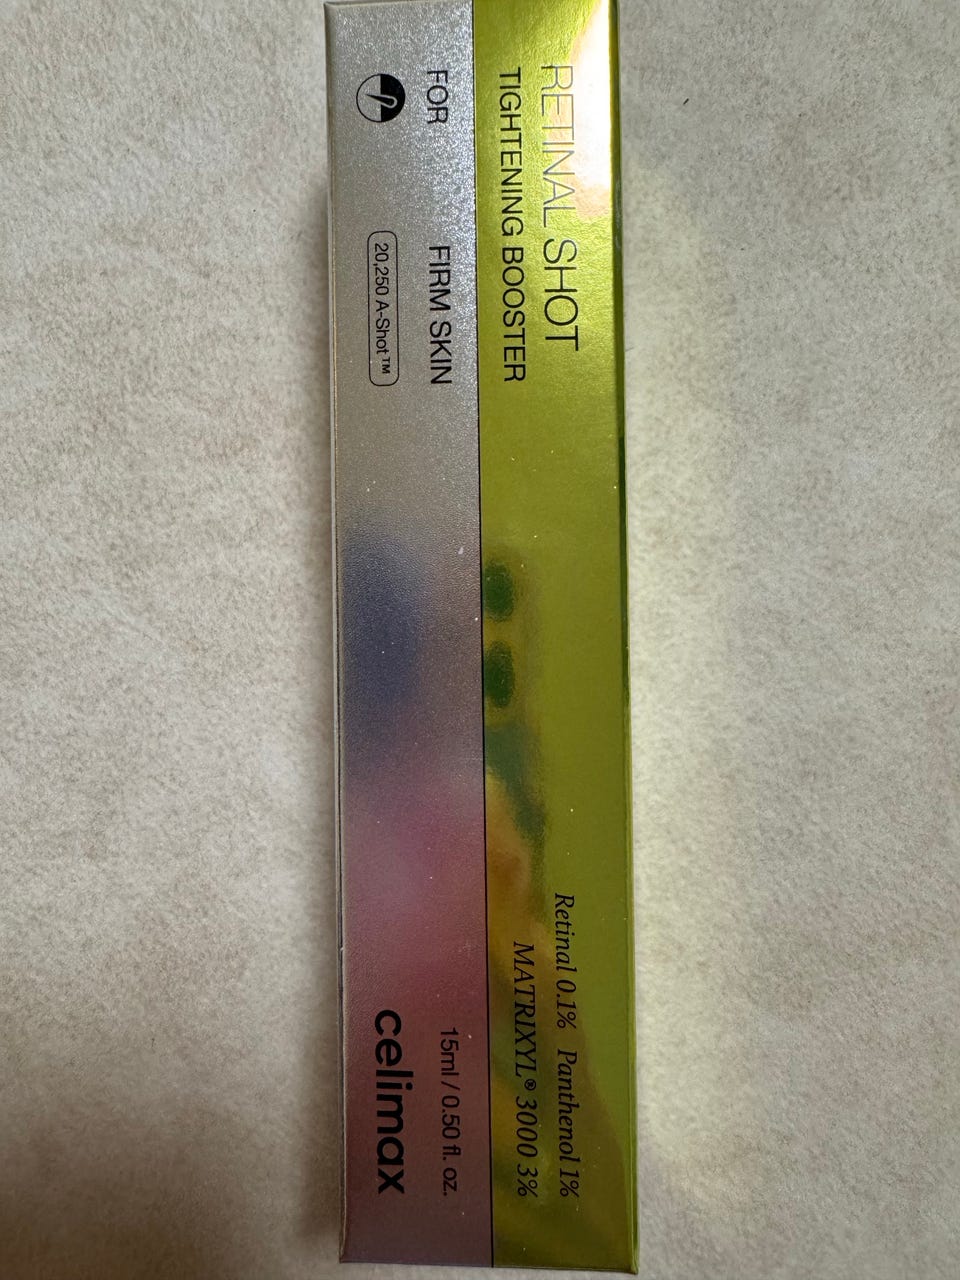 RETINAL SHOT
TIGHTENING BOOSTER
Retinal 0.1% Panthenol 1%
MATRIXYL® 3000 3%
FOR FIRM SKIN
20,250 A-Shot™
15ml / 0.50 fl. oz.
celimax